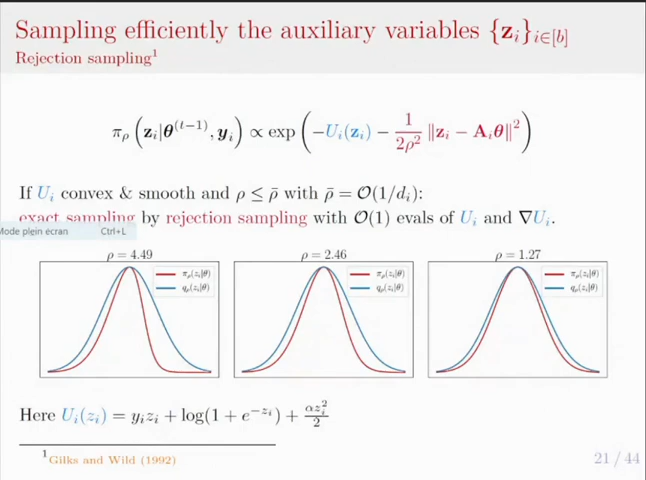 Sampling efficiently the auxiliary variables {z_i}_{i∈[b]}
Rejection sampling¹
π_ρ (z_i|θ^{(t−1)}, y_i) ∝ exp (−U_i(z_i) − 1/(2ρ²) ‖z_i − A_iθ‖²)
If U_i convex & smooth and ρ ≤ ρ̄ with ρ̄ = O(1/d_i):
exact sampling by rejection sampling with O(1) evals of U_i and ∇U_i.
Mode plein écran Ctrl+L
ρ = 4.49 ρ = 2.46 ρ = 1.27
π_ρ(z_i|θ) π_ρ(z_i|θ) π_ρ(z_i|θ)
q_ρ(z_i|θ) q_ρ(z_i|θ) q_ρ(z_i|θ)
Here U_i(z_i) = y_i z_i + log(1 + e^{−z_i}) + αz_i²/2
¹Gilks and Wild (1992)
21 / 44